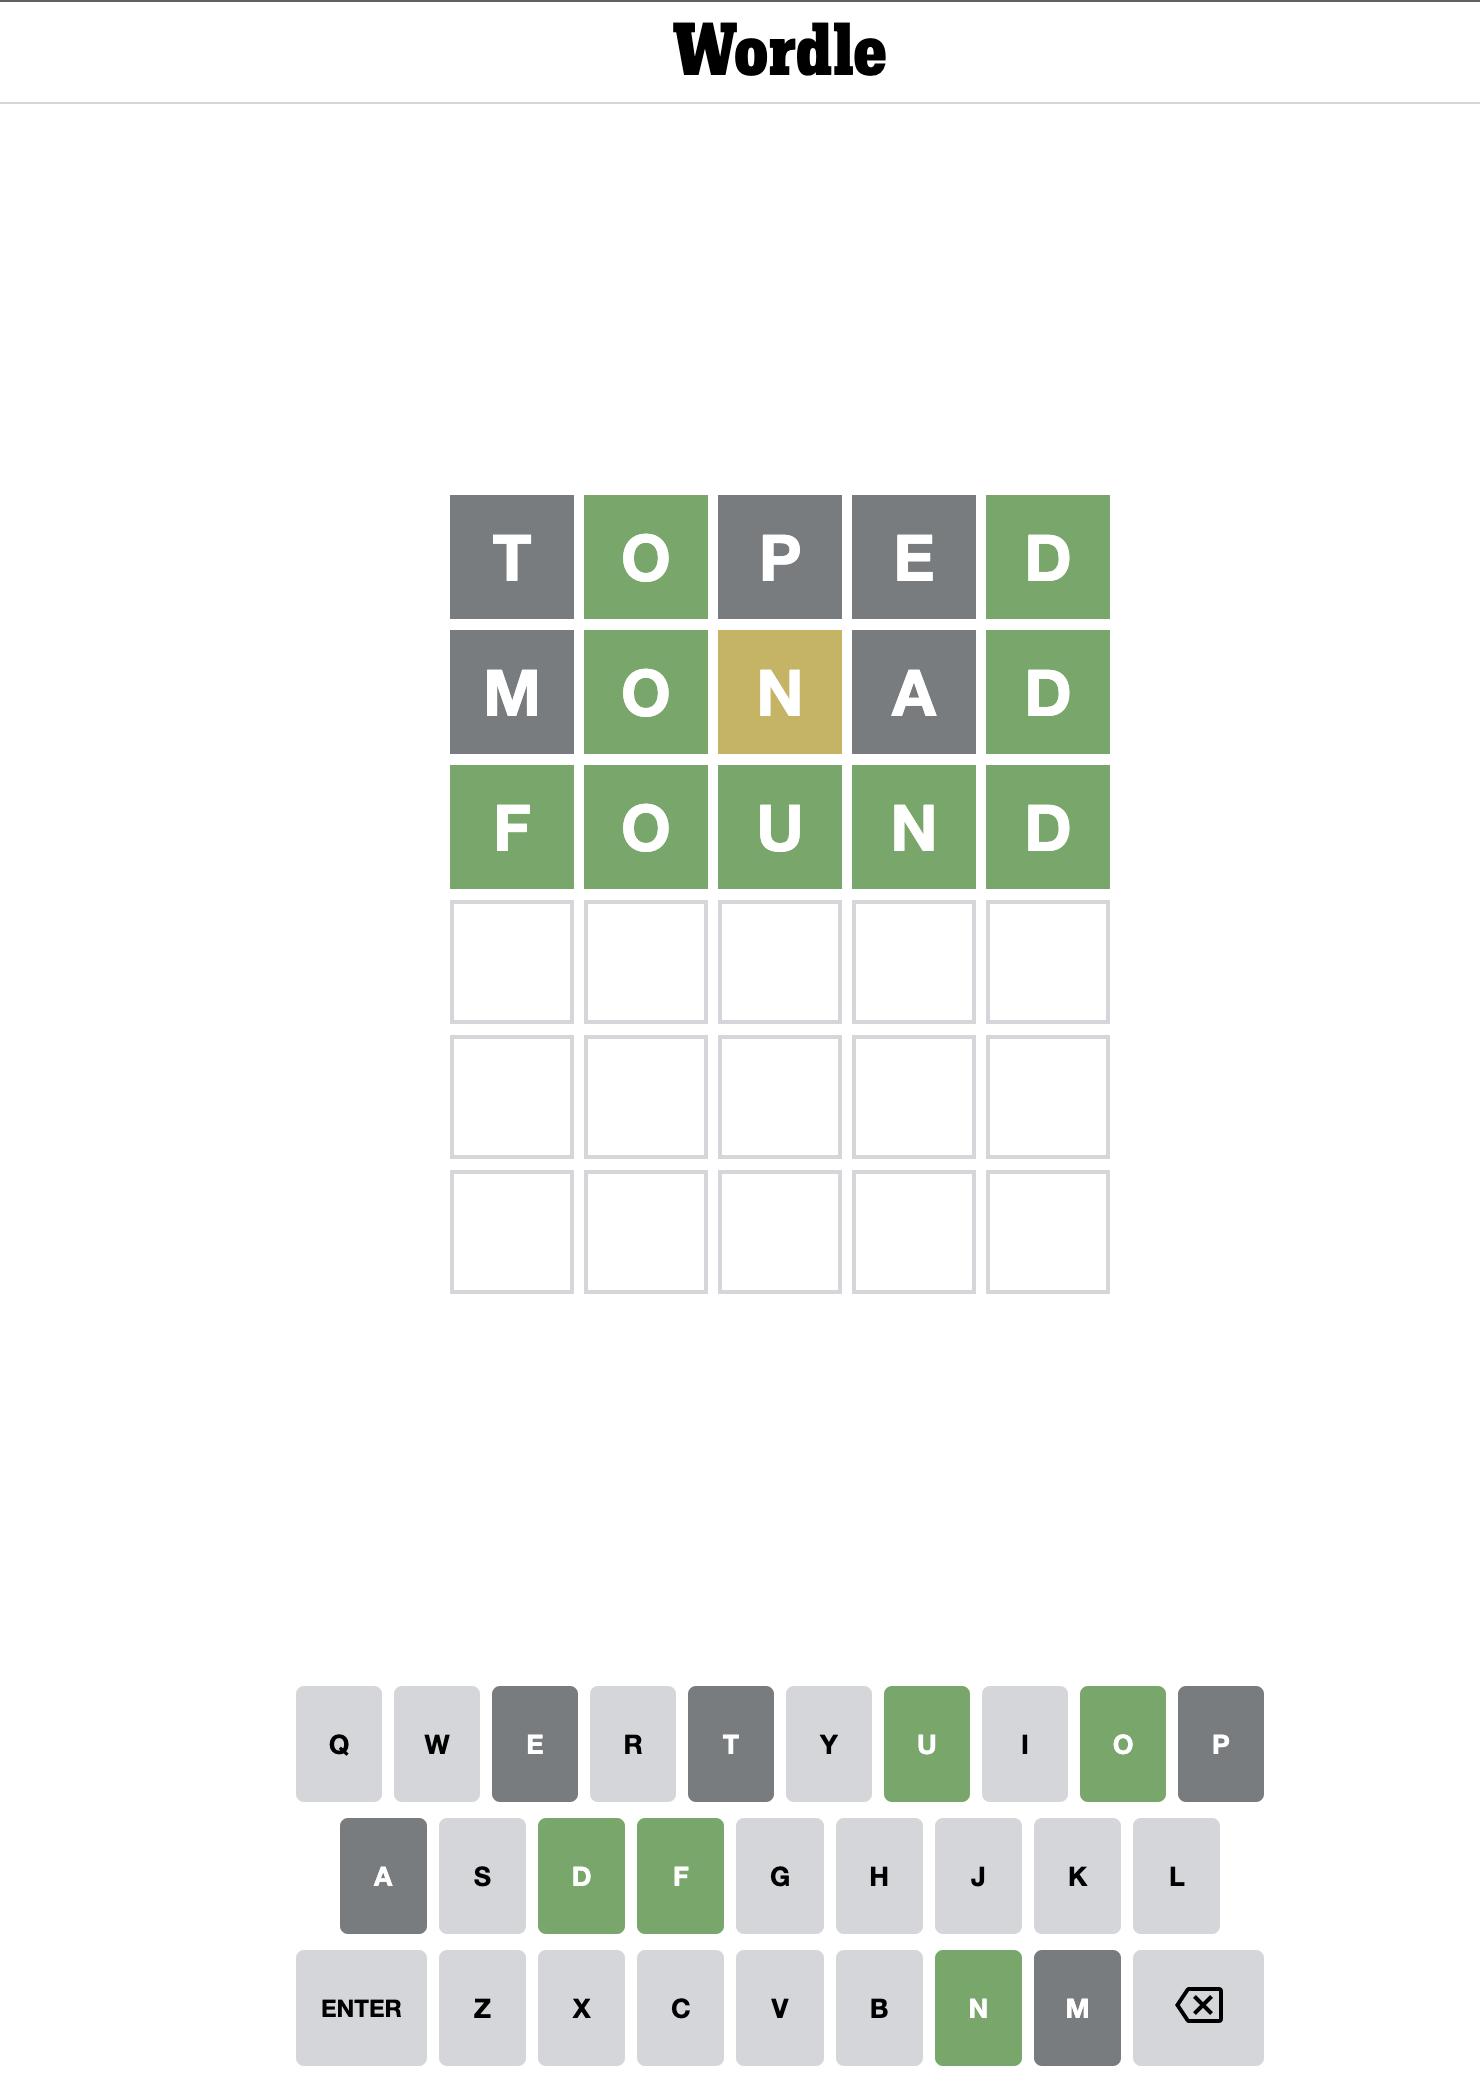 Wordle
T O P E D
M O N A D
F O U N D
Q W E R T Y U I O P
A S D F G H J K L
ENTER Z X C V B N M